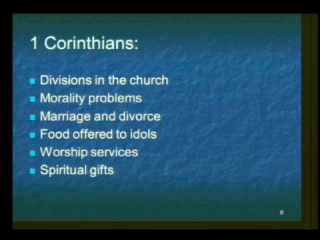 1 Corinthians:
Divisions in the church
Morality problems
Marriage and divorce
Food offered to idols
Worship services
Spiritual gifts